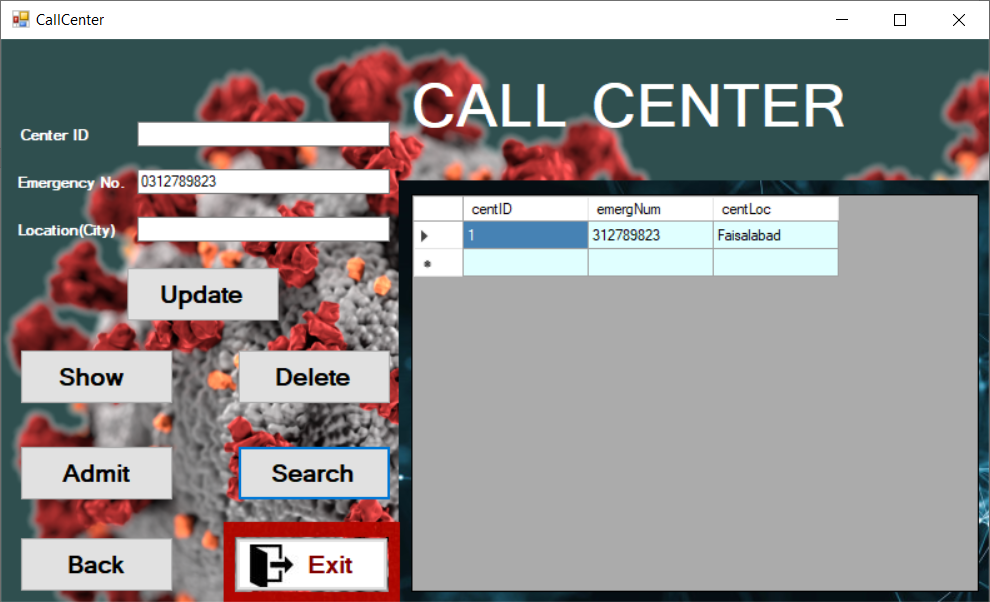 CallCenter
CALL CENTER
Center ID
Emergency No. 0312789823
Location(City)
Update
Show Delete
Admit Search
Back Exit
centID emergNum centLoc
1 312789823 Faisalabad